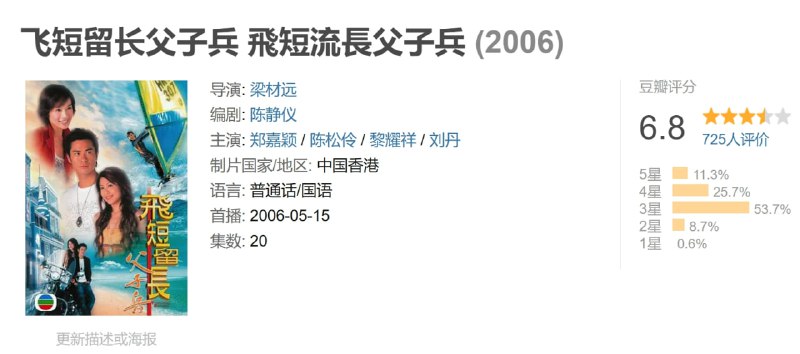 飞短留长父子兵 飛短流長父子兵 (2006)
导演: 梁材远
编剧: 陈静仪
主演: 郑嘉颖 / 陈松伶 / 黎耀祥 / 刘丹
制片国家/地区: 中国香港
语言: 普通话/国语
首播: 2006-05-15
集数: 20
豆瓣评分
6.8
725人评价
5星 11.3%
4星 25.7%
3星 53.7%
2星 8.7%
1星 0.6%
飛短留長
父子兵
更新描述或海报